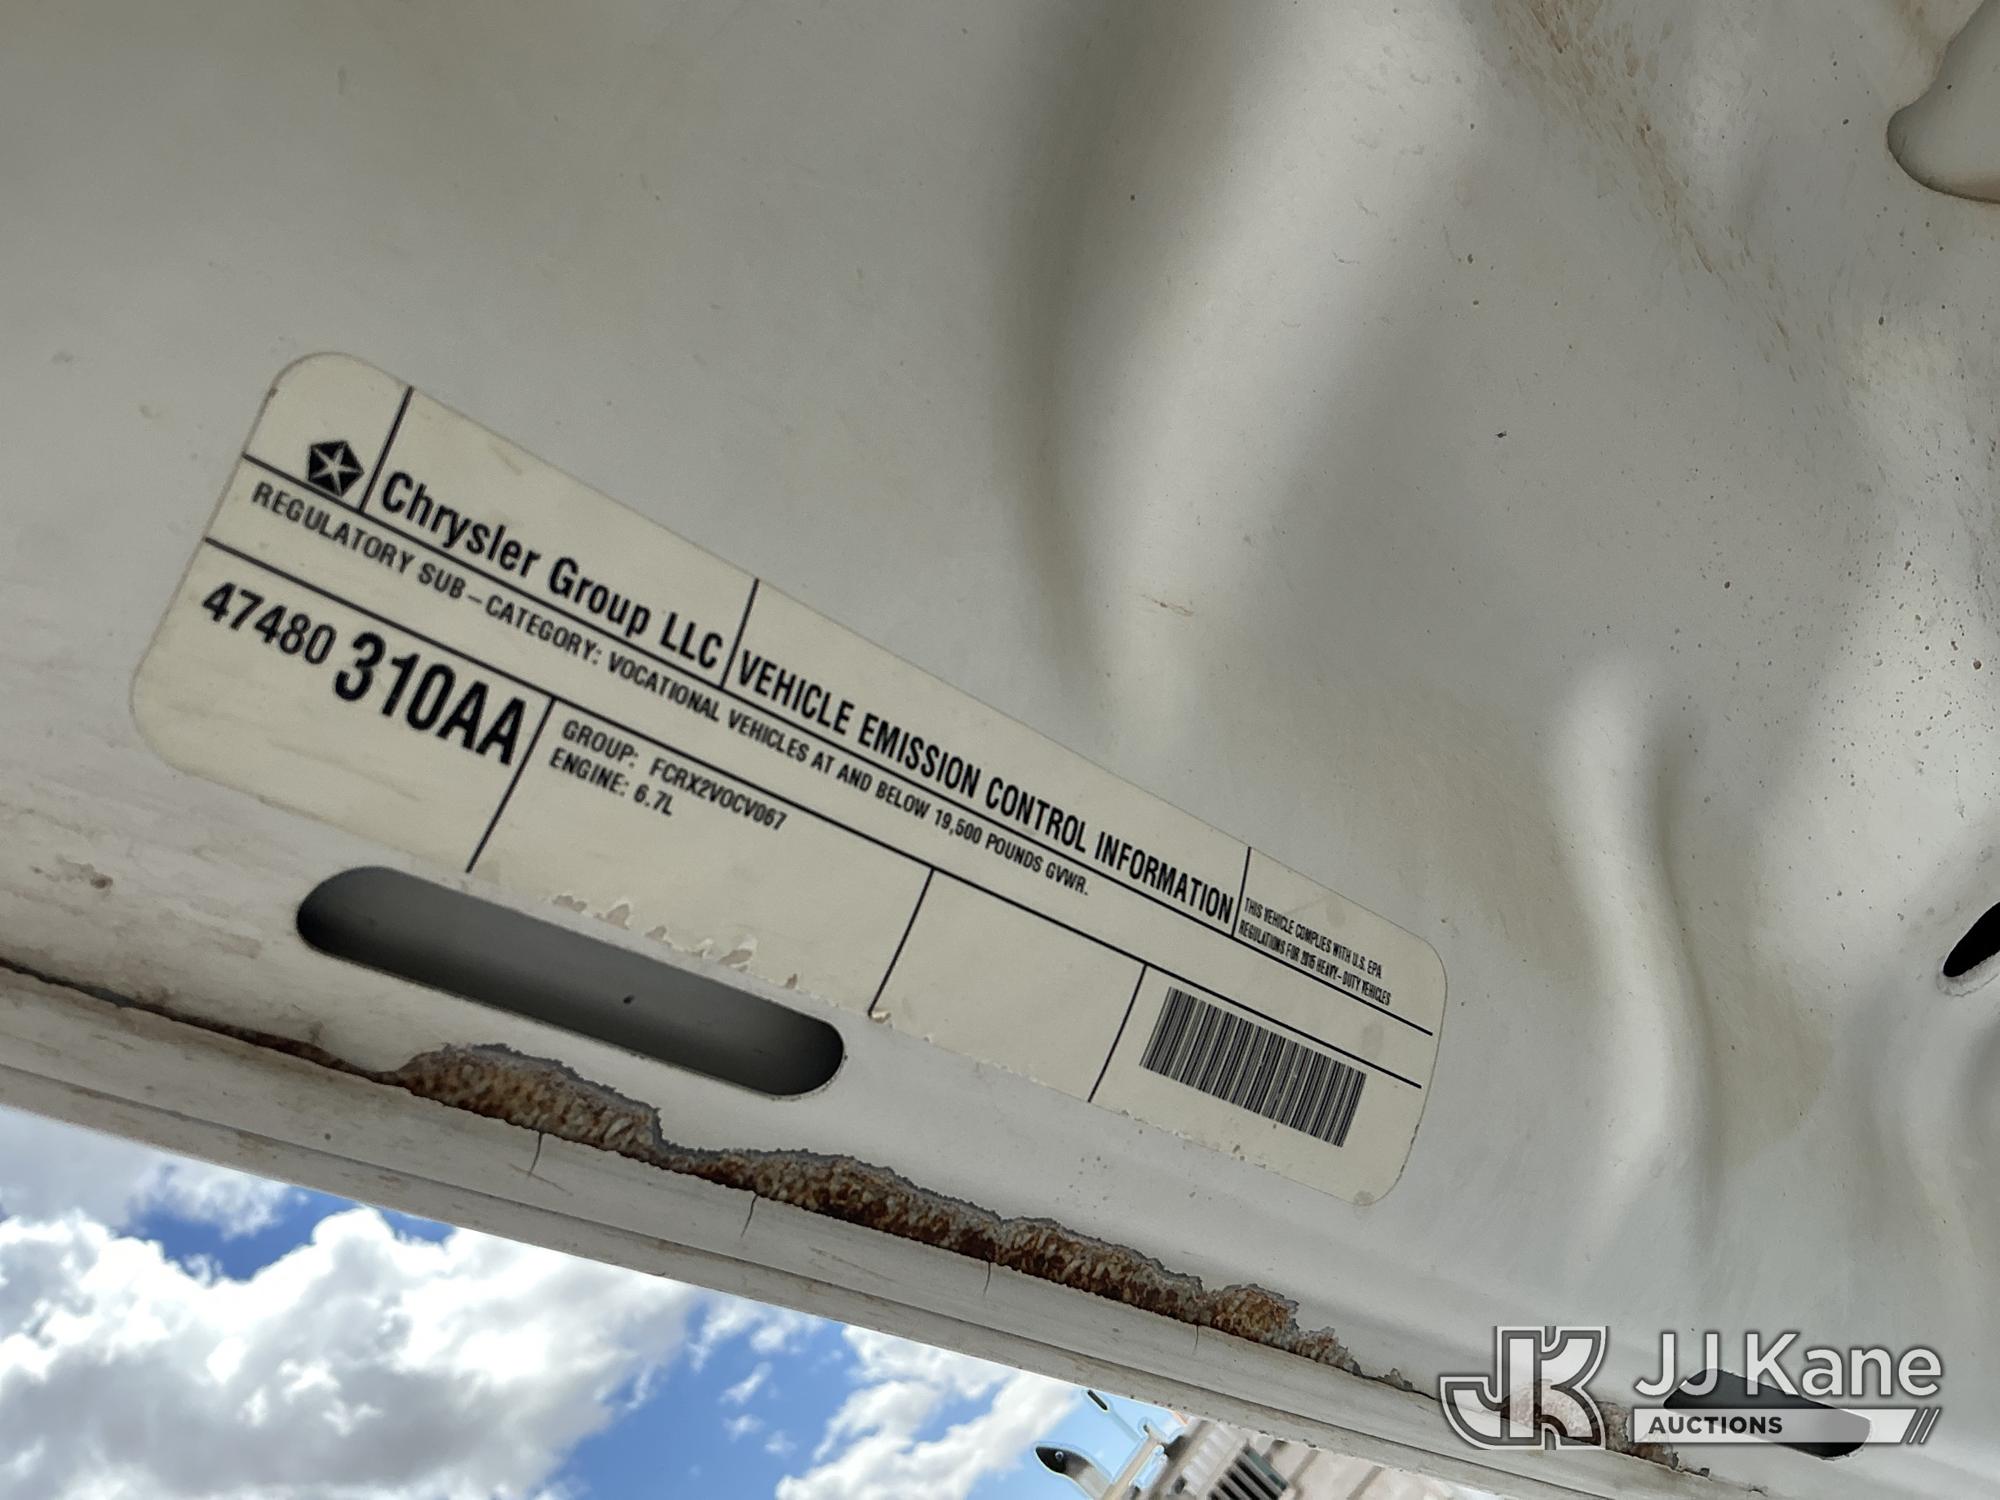 Chrysler Group LLC
VEHICLE EMISSION CONTROL INFORMATION
THIS VEHICLE COMPLIES WITH U.S. EPA
REGULATIONS FOR 2015 HEAVY-DUTY VEHICLES
REGULATORY SUB-CATEGORY: VOCATIONAL VEHICLES AT AND BELOW 19,500 POUNDS GVWR.
47480 310AA
GROUP: FCRX2VOCV067
ENGINE: 6.7L
JK
JJ Kane
AUCTIONS